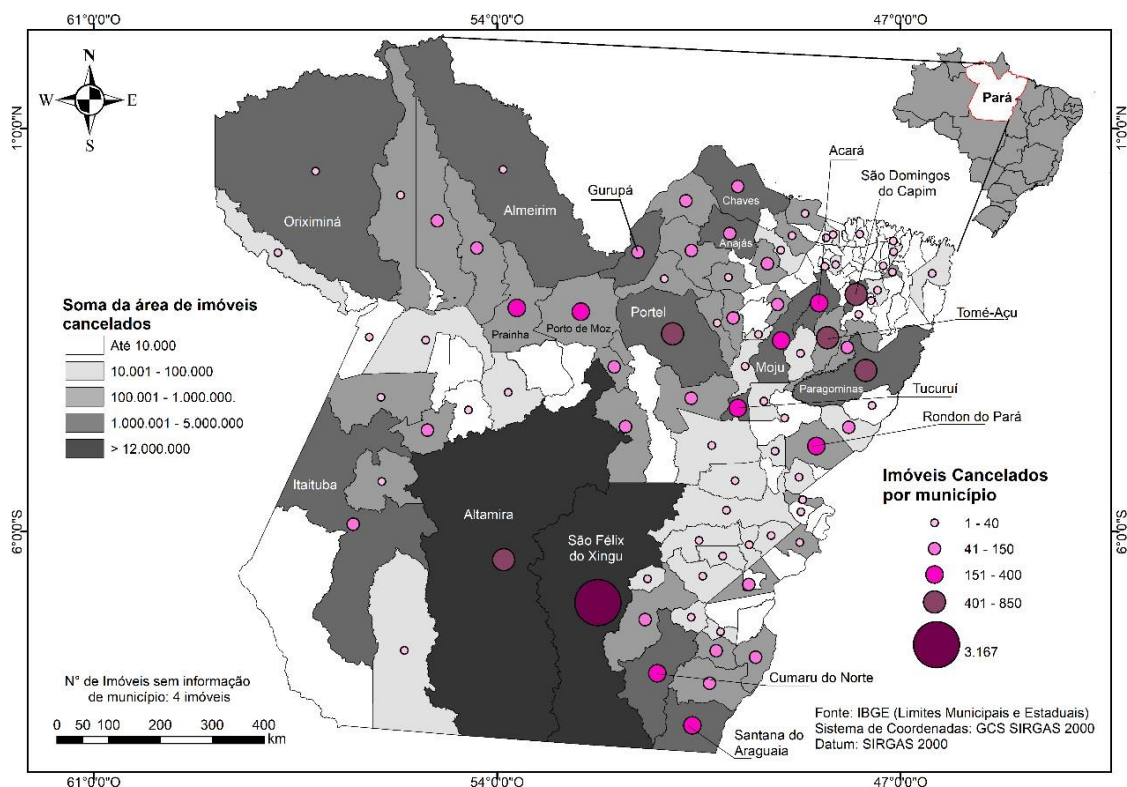 61°0'0"O
54°0'0"O
47°0'0"O
N
W
E
S
1°0'0"N
1°0'0"N
Pará
Acará
São Domingos
do Capim
Gurupá
Chaves
Oriximiná
Almeirim
Anajás
Soma da área de imóveis
cancelados
Até 10.000
10.001 - 100.000
100.001 - 1.000.000.
1.000.001 - 5.000.000
> 12.000.000
Prainha
Porto de Moz
Portel
Tomé-Açu
Moju
Paragominas
Tucuruí
Rondon do Pará
Itaituba
Altamira
São Félix
do Xingu
Imóveis Cancelados
por município
1 - 40
41 - 150
151 - 400
401 - 850
3.167
6°0'0"S
6°0'0"S
Cumaru do Norte
N° de Imóveis sem informação
de município: 4 imóveis
0 50 100 200 300 400
km
Santana do
Araguaia
Fonte: IBGE (Limites Municipais e Estaduais)
Sistema de Coordenadas: GCS SIRGAS 2000
Datum: SIRGAS 2000
61°0'0"O
54°0'0"O
47°0'0"O